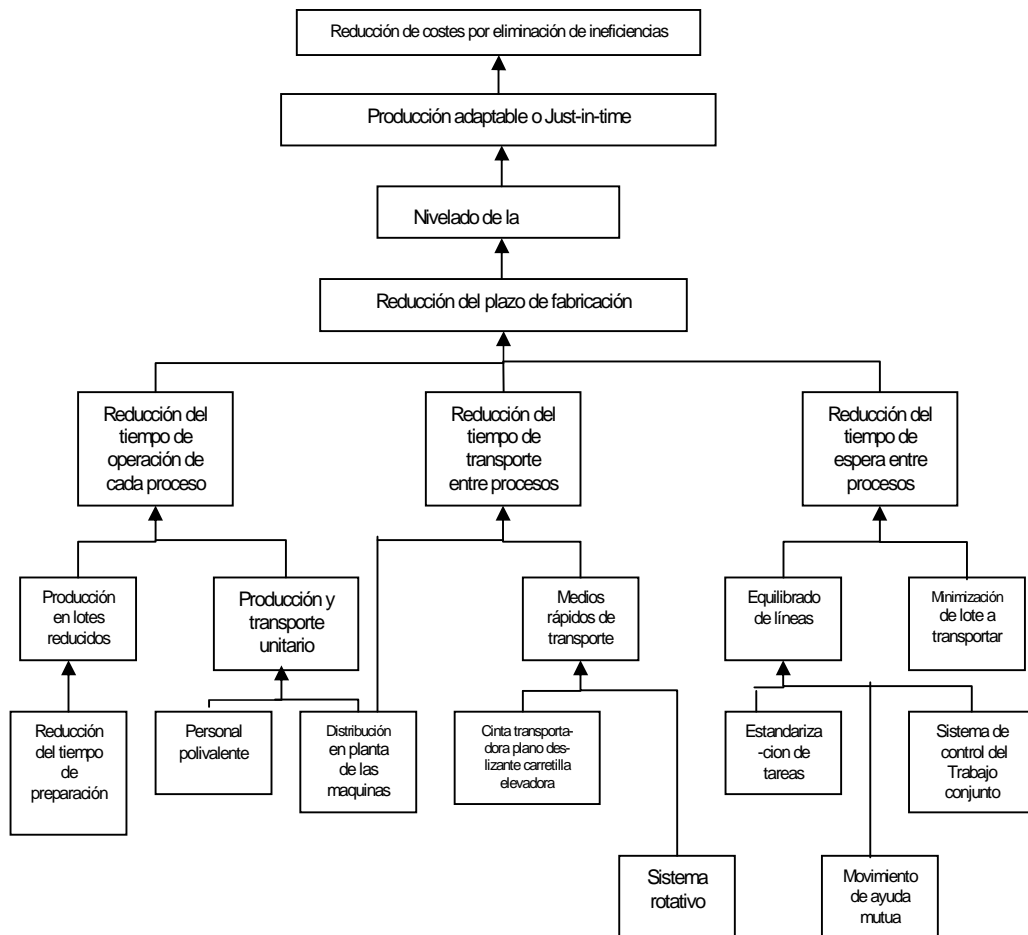 Reducción de costes por eliminación de ineficiencias
Producción adaptable o Just-in-time
Nivelado de la
Reducción del plazo de fabricación
Reducción del
tiempo de
operación de
cada proceso
Reducción del
tiempo de
transporte
entre procesos
Reducción del
tiempo de
espera entre
procesos
Producción
en lotes
reducidos
Producción y
transporte
unitario
Medios
rápidos de
transporte
Equilibrado
de líneas
Minimización
de lote a
transportar
Reducción
del tiempo
de
preparación
Personal
polivalente
Distribución
en planta
de las
maquinas
Cinta transporta-
dora plano des-
lizante carretilla
elevadora
Estandariza
-cion de
tareas
Sistema de
control del
Trabajo
conjunto
Sistema
rotativo
Movimiento
de ayuda
mutua